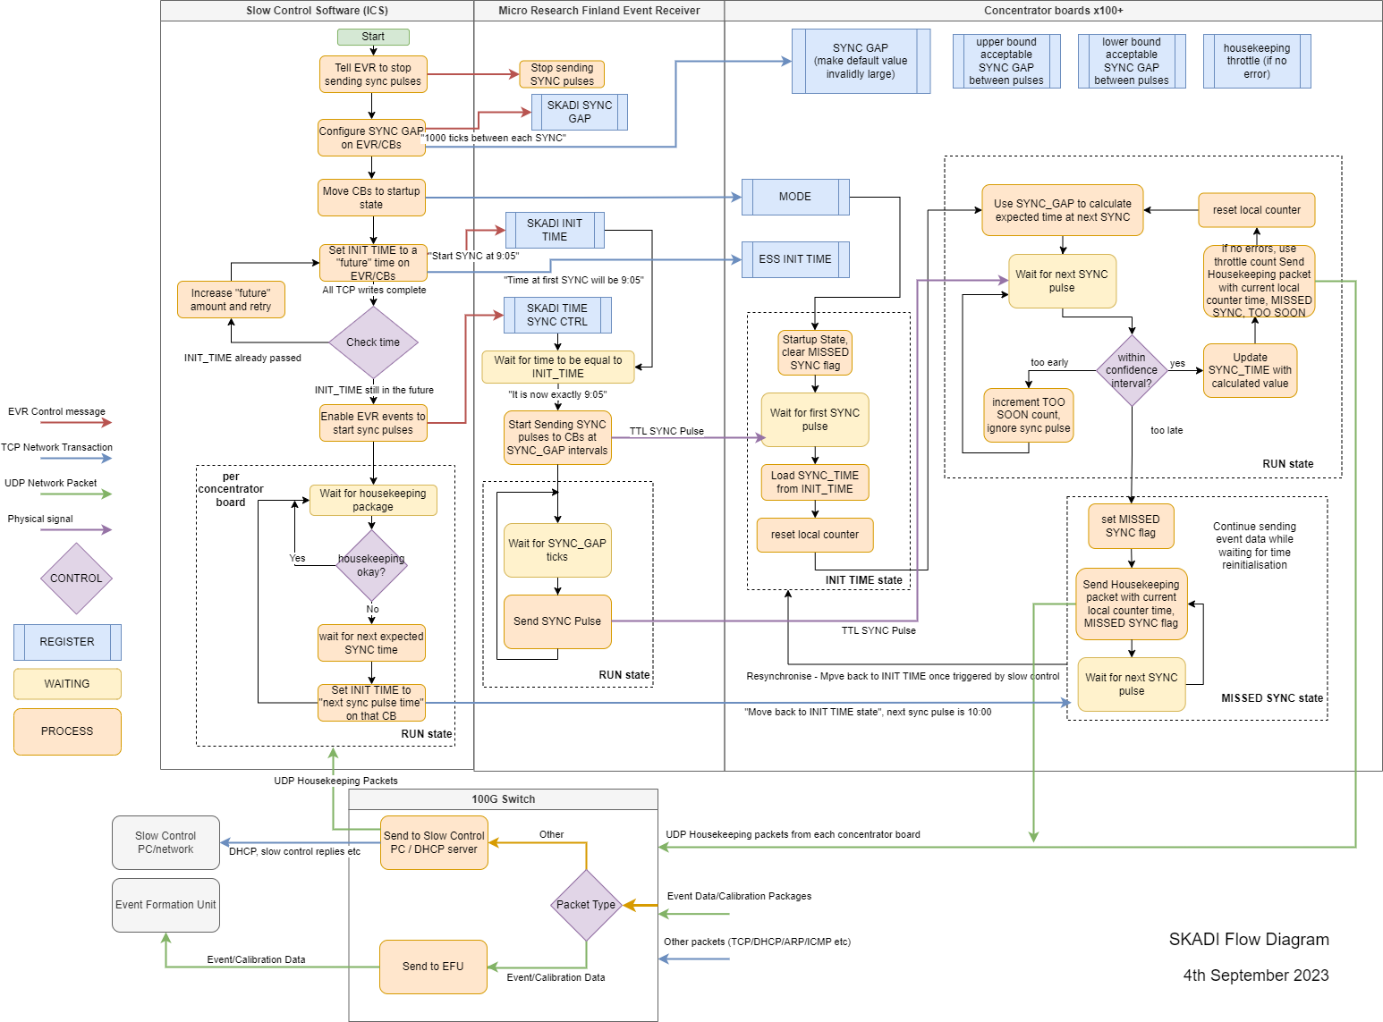 Slow Control Software (ICS)
Micro Research Finland Event Receiver
Concentrator boards x100+
Start
Tell EVR to stop
sending sync pulses
Configure SYNC GAP
on EVR/CBs
Move CBs to startup
state
Set INIT TIME to a
"future" time on
EVR/CBs
All TCP writes complete
Increase "future"
amount and retry
Check time
INIT_TIME already passed
INIT_TIME still in the future
Enable EVR events to
start sync pulses
per
concentrator
board
Wait for housekeeping
package
Yes
housekeeping
okay?
No
wait for next expected
SYNC time
Set INIT TIME to
"next sync pulse time"
on that CB
RUN state
Stop sending
SYNC pulses
SKADI SYNC
GAP
"1000 ticks between each SYNC"
SKADI INIT
TIME
"Start SYNC at 9:05"
"Time at first SYNC will be 9:05"
SKADI TIME
SYNC CTRL
Wait for time to be equal to
INIT_TIME
"It is now exactly 9:05"
Start Sending SYNC
pulses to CBs at
SYNC_GAP intervals
TTL SYNC Pulse
Wait for SYNC_GAP
ticks
Send SYNC Pulse
RUN state
SYNC GAP
(make default value
invalidly large)
upper bound
acceptable
SYNC GAP
between pulses
lower bound
acceptable
SYNC GAP
between pulses
housekeeping
throttle (if no
error)
MODE
ESS INIT TIME
Startup State,
clear MISSED
SYNC flag
Wait for first SYNC
pulse
Load SYNC_TIME
from INIT_TIME
reset local counter
INIT TIME state
TTL SYNC Pulse
Use SYNC_GAP to calculate
expected time at next SYNC
reset local counter
Wait for next SYNC
pulse
if no errors, use
throttle count Send
Housekeeping packet
with current local
counter time, MISSED
SYNC, TOO SOON
within
confidence
interval?
too early
yes
too late
Update
SYNC_TIME with
calculated value
increment TOO
SOON count,
ignore sync pulse
RUN state
set MISSED
SYNC flag
Continue sending
event data while
waiting for time
reinitialisation
Send Housekeeping
packet with current
local counter time,
MISSED SYNC flag
Wait for next SYNC
pulse
MISSED SYNC state
Resynchronise - Mpve back to INIT TIME once triggered by slow control
"Move back to INIT TIME state", next sync pulse is 10:00
EVR Control message
TCP Network Transaction
UDP Network Packet
Physical signal
CONTROL
REGISTER
WAITING
PROCESS
UDP Housekeeping Packets
100G Switch
Slow Control
PC/network
DHCP, slow control replies etc
Send to Slow Control
PC / DHCP server
Other
UDP Housekeeping packets from each concentrator board
Event Formation Unit
Packet Type
Event Data/Calibration Packages
Other packets (TCP/DHCP/ARP/ICMP etc)
Event/Calibration Data
Send to EFU
Event/Calibration Data
SKADI Flow Diagram
4th September 2023